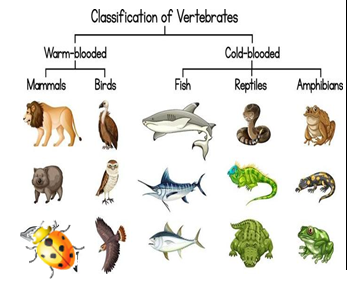 Classification of Vertebrates
Warm-blooded Cold-blooded
Mammals Birds Fish Reptiles Amphibians